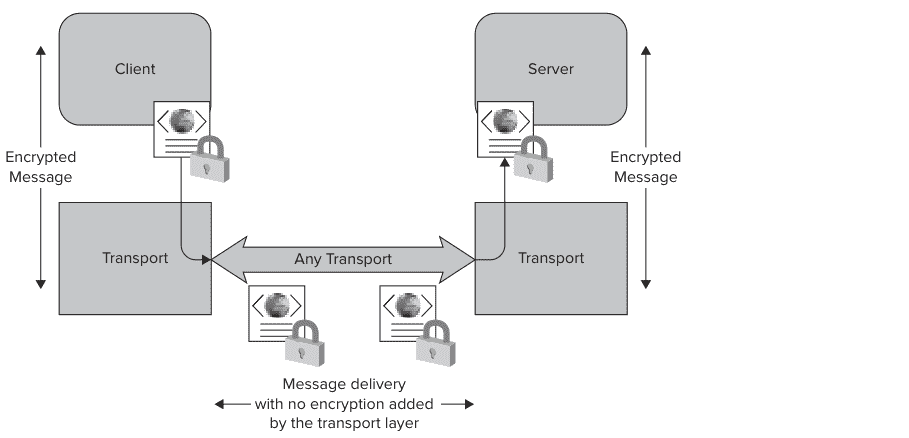 Client
Server
Encrypted
Message
Encrypted
Message
Transport
Any Transport
Transport
Message delivery
with no encryption added
by the transport layer